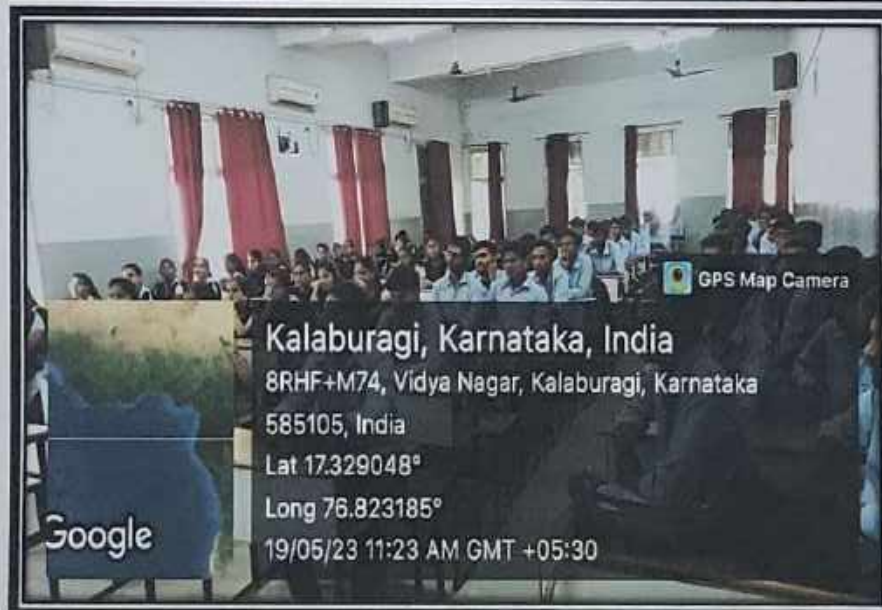 GPS Map Camera
Kalaburagi, Karnataka, India
8RHF+M74, Vidya Nagar, Kalaburagi, Karnataka
585105, India
Lat 17.329048°
Long 76.823185°
19/05/23 11:23 AM GMT +05:30
Google